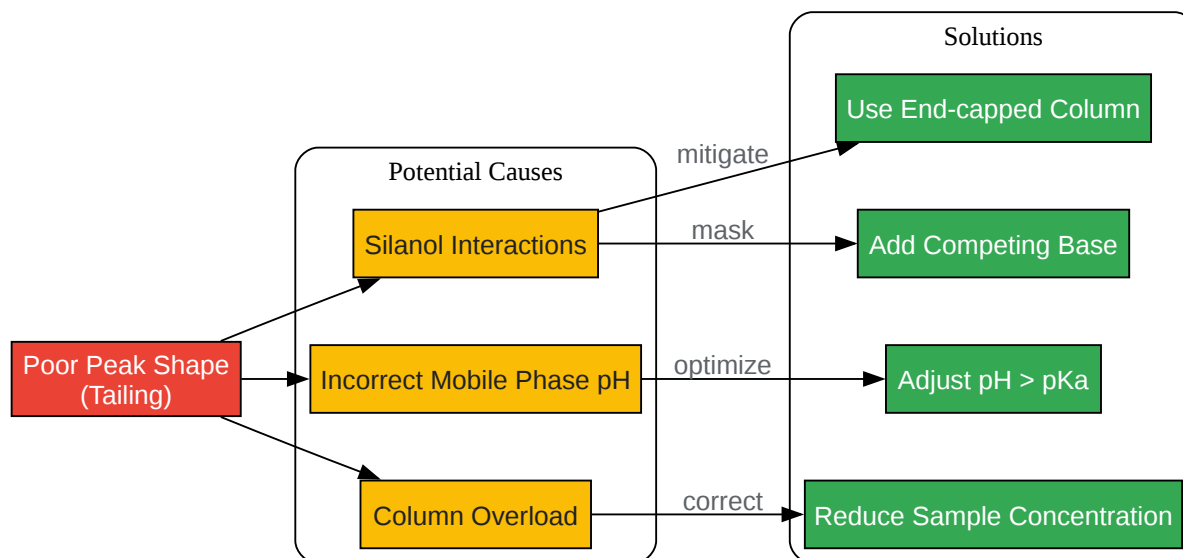 Solutions
Use End-capped Column
mitigate
Potential Causes
Silanol Interactions
mask
Add Competing Base
Poor Peak Shape
(Tailing)
Incorrect Mobile Phase pH
optimize
Adjust pH > pKa
Column Overload
correct
Reduce Sample Concentration